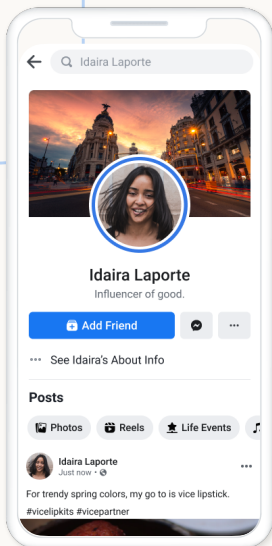 Idaira Laporte
Idaira Laporte
Influencer of good.
Add Friend
See Idaira's About Info
Posts
Photos
Reels
Life Events
Idaira Laporte
Just now
For trendy spring colors, my go to is vice lipstick.
#vicelipkits #vicepartner